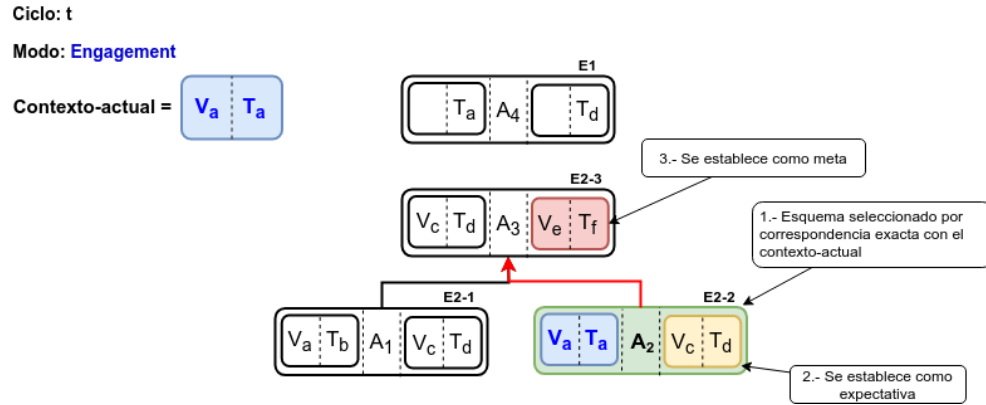 Ciclo: t
Modo: Engagement
Contexto-actual = Va Ta
E1
Ta A4 Td
3.- Se establece como meta
E2-3
Vc Td A3 Ve Tf
1.- Esquema seleccionado por
correspondencia exacta con el
contexto-actual
E2-1
Va Tb A1 Vc Td
E2-2
Va Ta A2 Vc Td
2.- Se establece como
expectativa